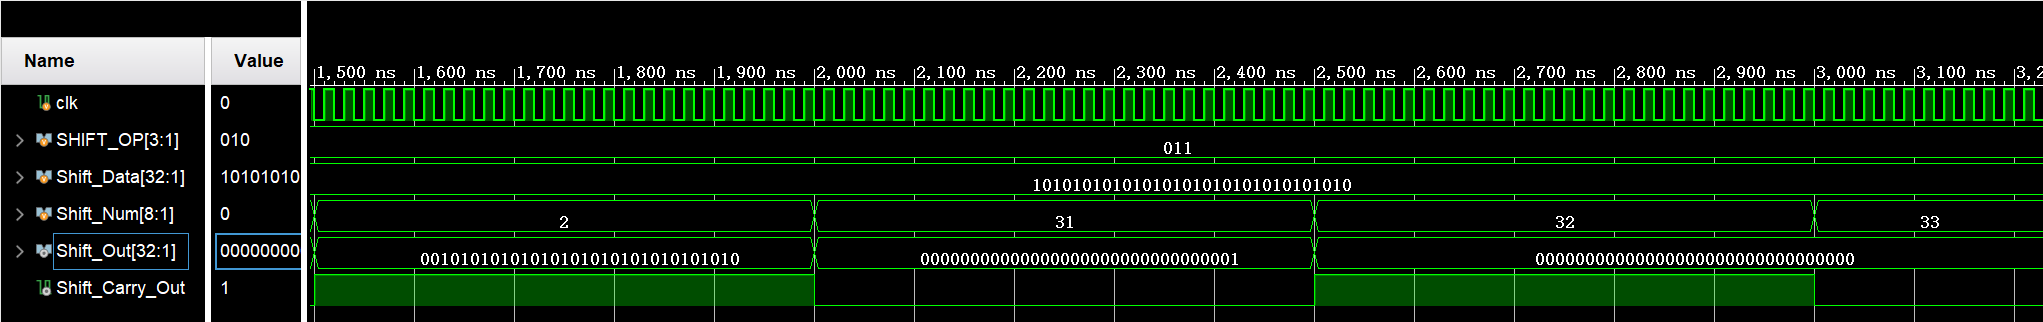 Name Value
1,500 ns 1,600 ns 1,700 ns 1,800 ns 1,900 ns 2,000 ns 2,100 ns 2,200 ns 2,300 ns 2,400 ns 2,500 ns 2,600 ns 2,700 ns 2,800 ns 2,900 ns 3,000 ns 3,100 ns 3,2
clk 0
SHIFT_OP[3:1] 010 011
Shift_Data[32:1] 10101010 10101010101010101010101010101010
Shift_Num[8:1] 0 2 31 32 33
Shift_Out[32:1] 000000000 00101010101010101010101010101010 00000000000000000000000000000001 00000000000000000000000000000000
Shift_Carry_Out 1